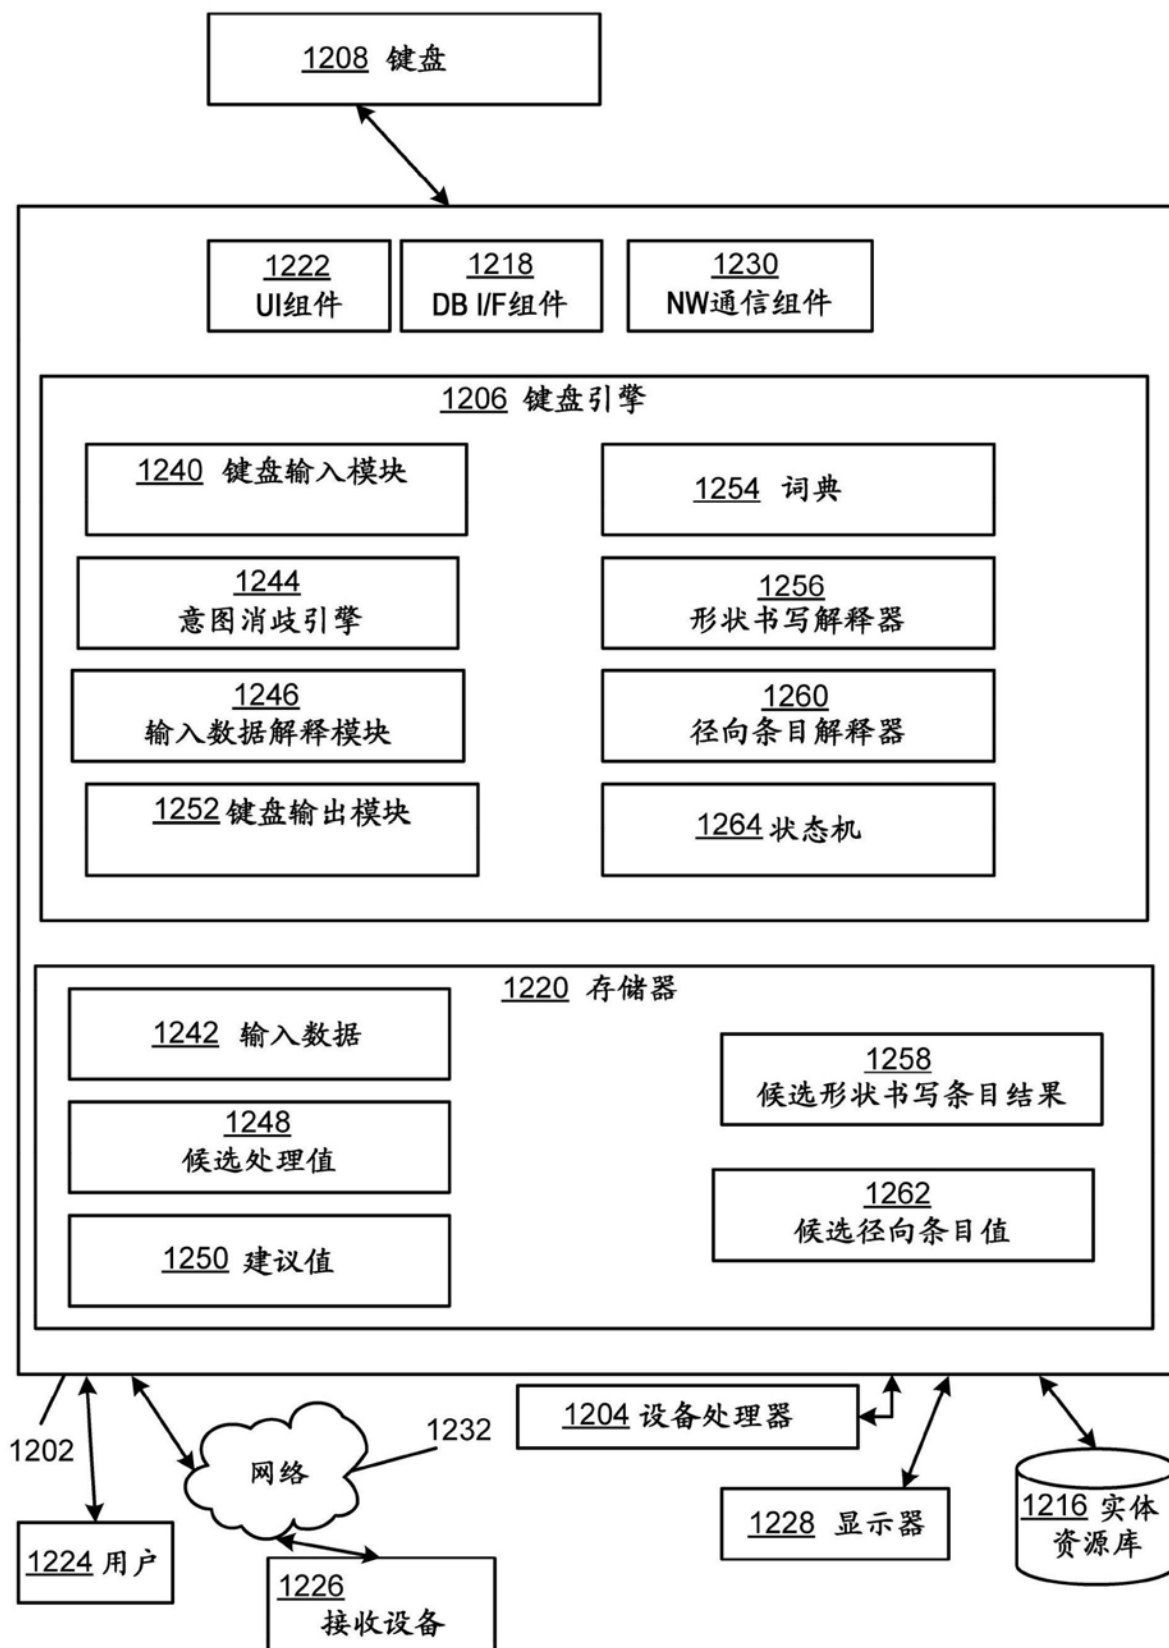 1208 键盘
1222
UI组件
1218
DB I/F组件
1230
NW通信组件
1206 键盘引擎
1240 键盘输入模块
1254 词典
1244
意图消歧引擎
1256
形状书写解释器
1246
输入数据解释模块
1260
径向条目解释器
1252 键盘输出模块
1264 状态机
1220 存储器
1242 输入数据
1258
候选形状书写条目结果
1248
候选处理值
1262
候选径向条目值
1250 建议值
1202
1232
网络
1204 设备处理器
1224 用户
1226
接收设备
1228 显示器
1216 实体
资源库